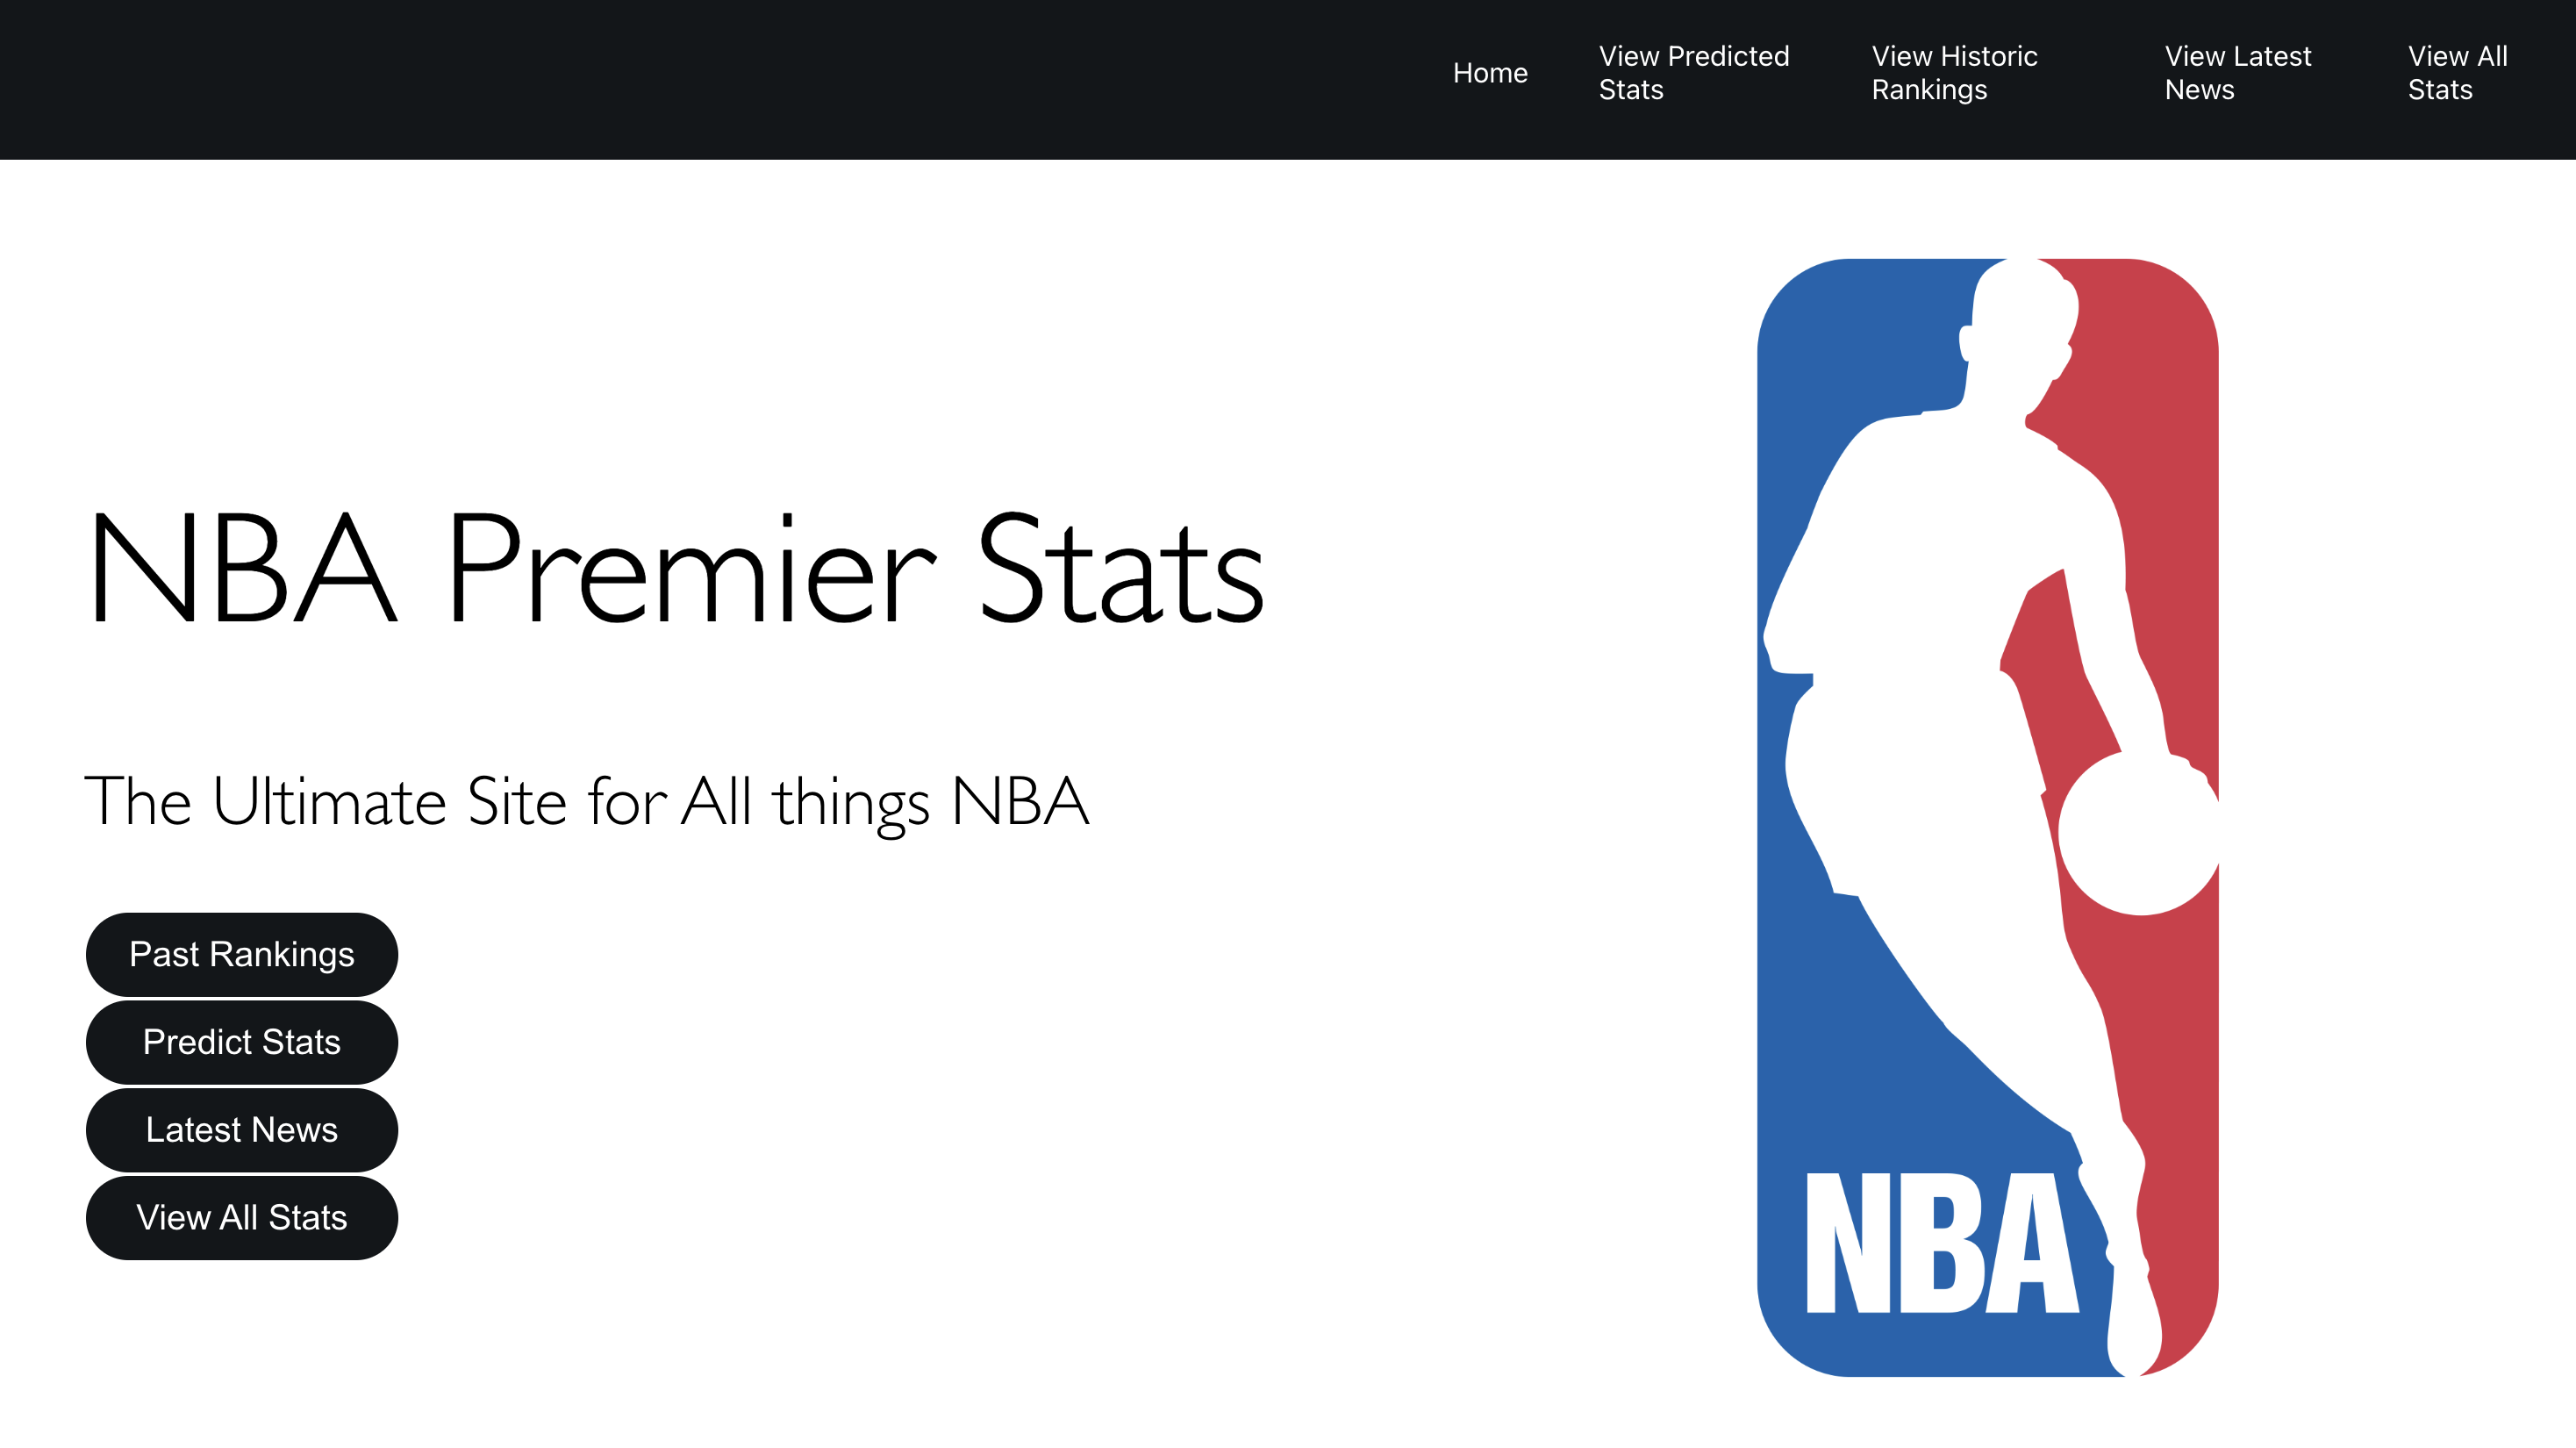 Home
View Predicted
Stats
View Historic
Rankings
View Latest
News
View All
Stats
NBA Premier Stats
The Ultimate Site for All things NBA
Past Rankings
Predict Stats
Latest News
View All Stats
NBA